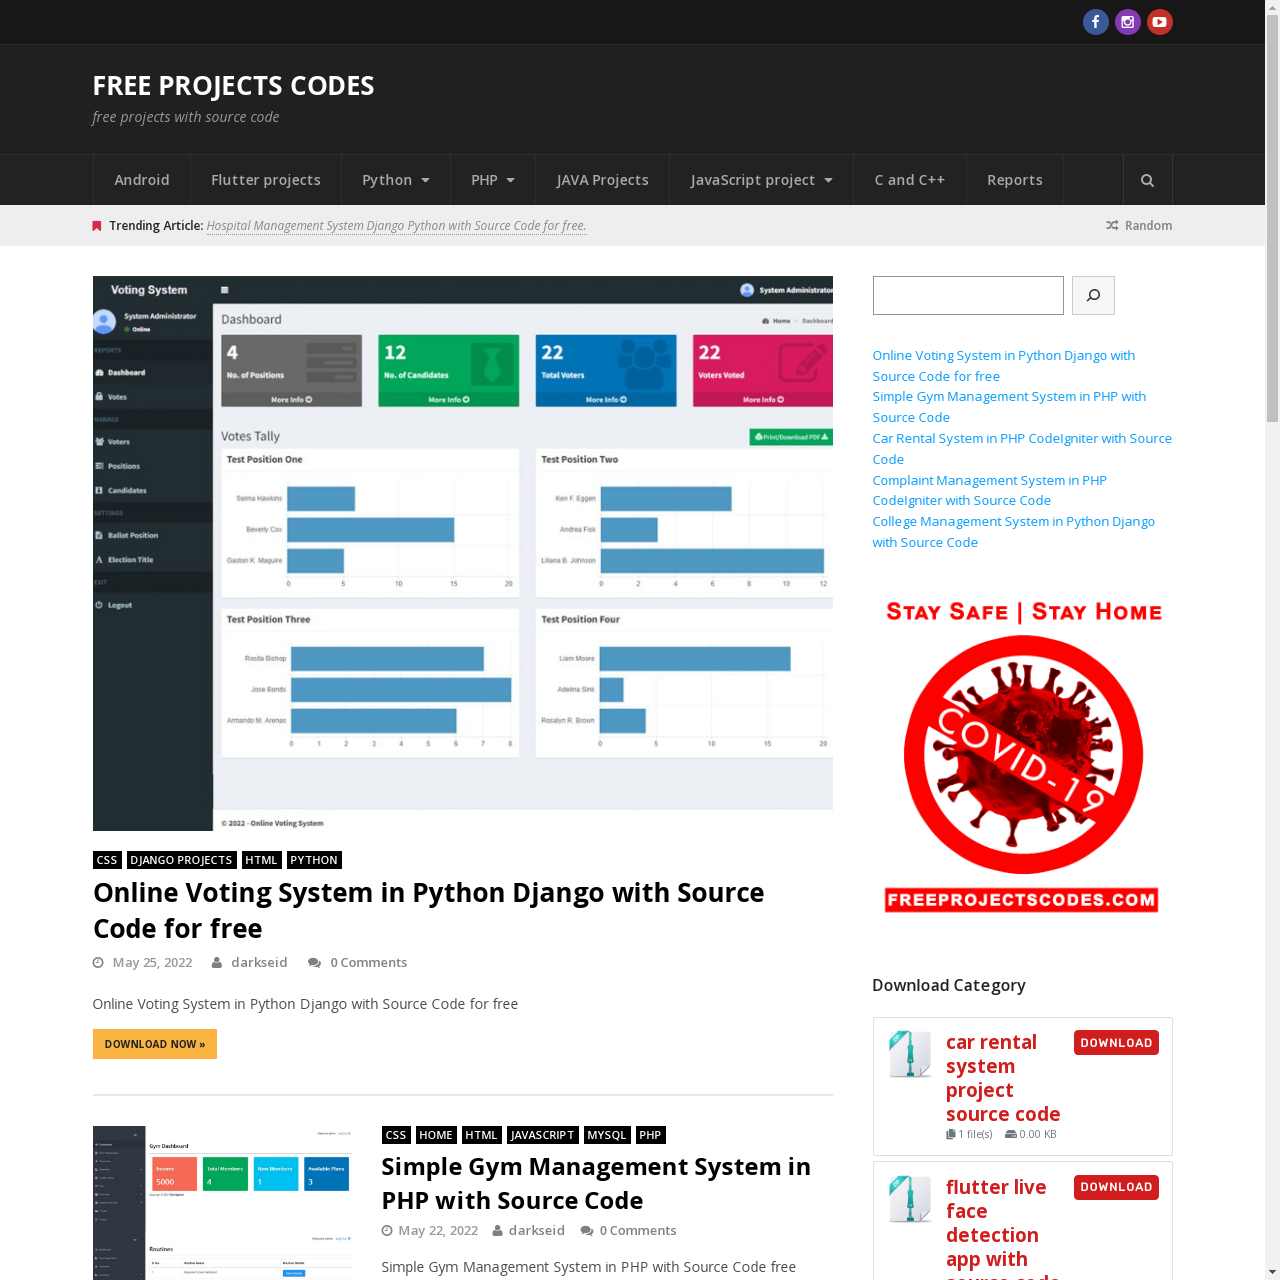 FREE PROJECTS CODES
free projects with source code
Android
Flutter projects
Python
PHP
JAVA Projects
JavaScript project
C and C++
Reports
Trending Article: Hospital Management System Django Python with Source Code for free.
Random
Voting System
System Administrator
System Administrator
Online
REPORTS
Dashboard
Votes
MANAGE
Voters
Positions
Candidates
SETTINGS
Ballot Position
Election Title
EXIT
Logout
Dashboard
Home
Dashboard
4
No. of Positions
More Info
12
No. of Candidates
More Info
22
Total Voters
More Info
22
Voters Voted
More Info
Votes Tally
Print/Download PDF
Test Position One
Selma Hawkins
Beverly Cox
Gaston K. Maguire
0 5 10 15 20
Test Position Two
Ken F. Eggen
Andrea Fisk
Liliana B. Johnson
0 2 4 6 8 10 12
Test Position Three
Rosita Bishop
Jose Bonds
Armando M. Arenas
0 1 2 3 4 5 6 7 8
Test Position Four
Liam Moore
Adelina Sink
Rosalyn R. Brown
0 5 10 15 20
© 2022 - Online Voting System
CSS DJANGO PROJECTS HTML PYTHON
Online Voting System in Python Django with Source
Code for free
May 25, 2022 darkseid 0 Comments
Online Voting System in Python Django with Source Code for free
DOWNLOAD NOW »
Gym Dashboard
Income
5000
Total Members
4
New Members
1
Available Plans
3
Routines
CSS HOME HTML JAVASCRIPT MYSQL PHP
Simple Gym Management System in
PHP with Source Code
May 22, 2022 darkseid 0 Comments
Simple Gym Management System in PHP with Source Code free
Online Voting System in Python Django with
Source Code for free
Simple Gym Management System in PHP with
Source Code
Car Rental System in PHP CodeIgniter with Source
Code
Complaint Management System in PHP
CodeIgniter with Source Code
College Management System in Python Django
with Source Code
STAY SAFE | STAY HOME
COVID-19
FREEPROJECTSCODES.COM
Download Category
car rental
system
project
source code
DOWNLOAD
1 file(s) 0.00 KB
flutter live
face
detection
app with
source code
DOWNLOAD